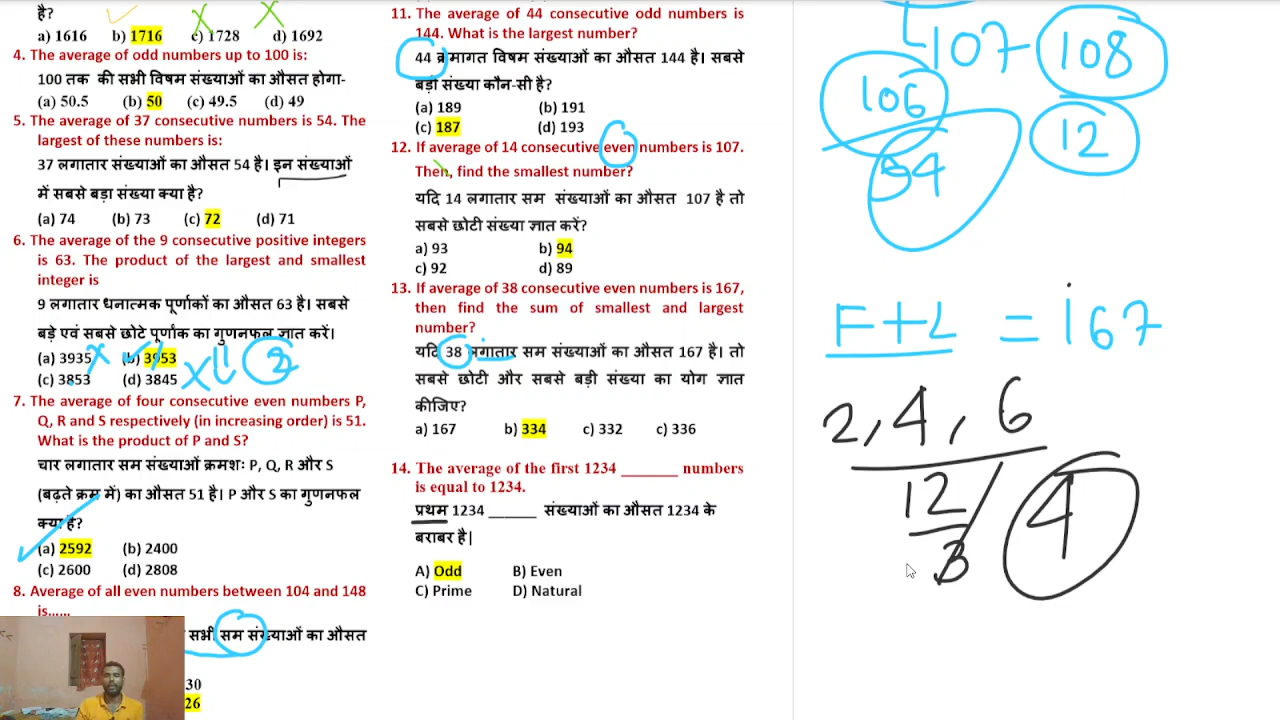 है?
a) 1616 b) 1716 c) 1728 d) 1692
4. The average of odd numbers up to 100 is:
100 तक की सभी विषम संख्याओं का औसत होगा-
(a) 50.5 (b) 50 (c) 49.5 (d) 49
5. The average of 37 consecutive numbers is 54. The
largest of these numbers is:
37 लगातार संख्याओं का औसत 54 है। इन संख्याओं
में सबसे बड़ा संख्या क्या है?
(a) 74 (b) 73 (c) 72 (d) 71
6. The average of the 9 consecutive positive integers
is 63. The product of the largest and smallest
integer is
9 लगातार धनात्मक पूर्णाकों का औसत 63 है। सबसे
बड़े एवं सबसे छोटे पूर्णांक का गुणनफल ज्ञात करें।
(a) 3935 (b) 3953
(c) 3853 (d) 3845
2
7. The average of four consecutive even numbers P,
Q, R and S respectively (in increasing order) is 51.
What is the product of P and S?
चार लगातार सम संख्याओं क्रमशः P, Q, R और S
(बढ़ते क्रम में) का औसत 51 है। P और S का गुणनफल
क्या है?
(a) 2592 (b) 2400
(c) 2600 (d) 2808
8. Average of all even numbers between 104 and 148
is......
सभी सम संख्याओं का औसत
30
26
11. The average of 44 consecutive odd numbers is
144. What is the largest number?
44 क्रमागत विषम संख्याओं का औसत 144 है। सबसे
बड़ी संख्या कौन-सी है?
(a) 189 (b) 191
(c) 187 (d) 193
12. If average of 14 consecutive even numbers is 107.
Then, find the smallest number?
यदि 14 लगातार सम संख्याओं का औसत 107 है तो
सबसे छोटी संख्या ज्ञात करें?
a) 93 b) 94
c) 92 d) 89
13. If average of 38 consecutive even numbers is 167,
then find the sum of smallest and largest
number?
यदि 38 लगातार सम संख्याओं का औसत 167 है। तो
सबसे छोटी और सबसे बड़ी संख्या का योग ज्ञात
कीजिए?
a) 167 b) 334 c) 332 c) 336
14. The average of the first 1234 _______ numbers
is equal to 1234.
प्रथम 1234 ______ संख्याओं का औसत 1234 के
बराबर है|
A) Odd B) Even
C) Prime D) Natural
107 - 108
106
12
94
F+L = 167
2, 4, 6
12
3
4